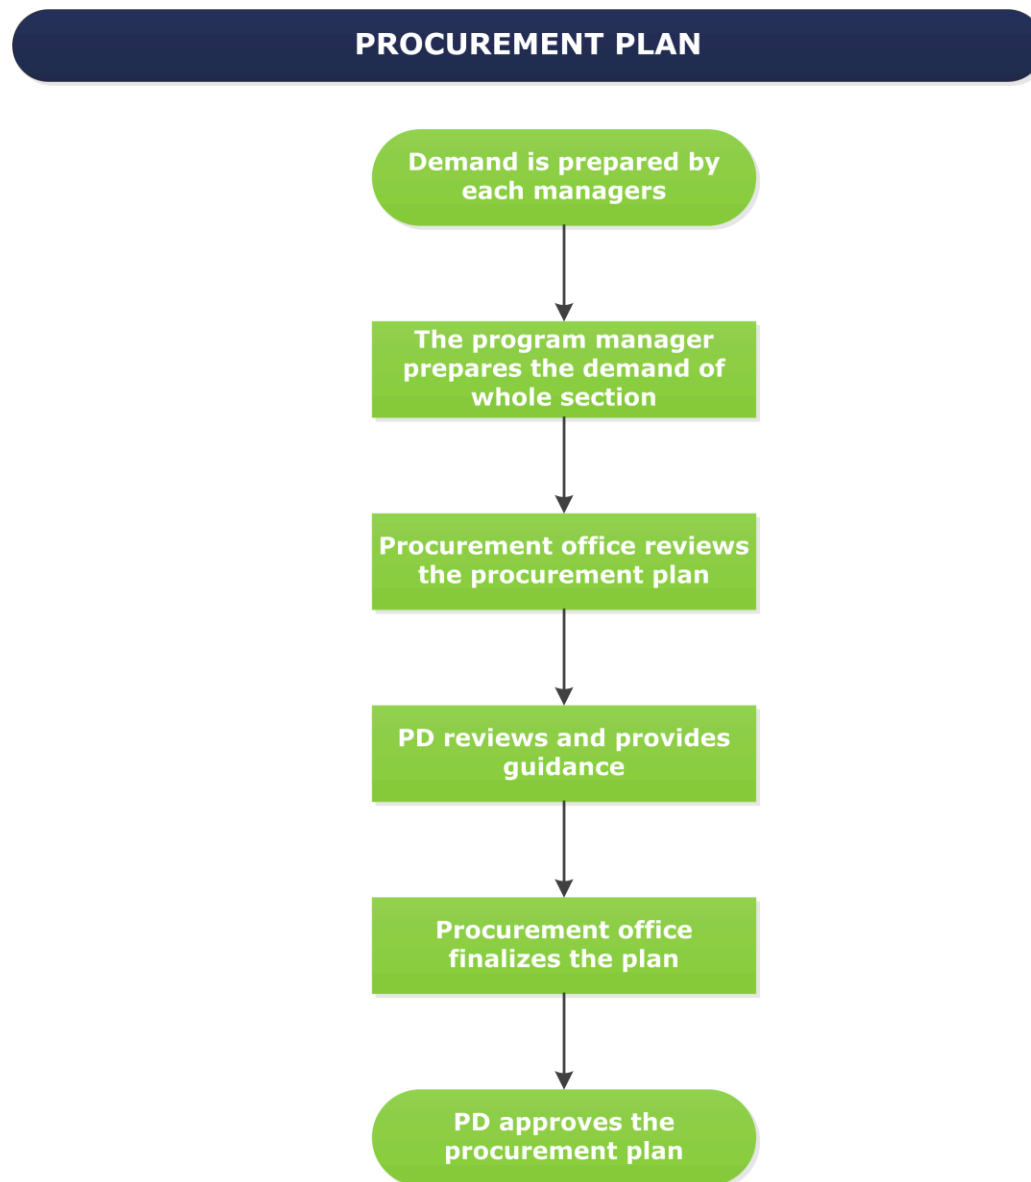 PROCUREMENT PLAN
Demand is prepared by
each managers
The program manager
prepares the demand of
whole section
Procurement office reviews
the procurement plan
PD reviews and provides
guidance
Procurement office
finalizes the plan
PD approves the
procurement plan